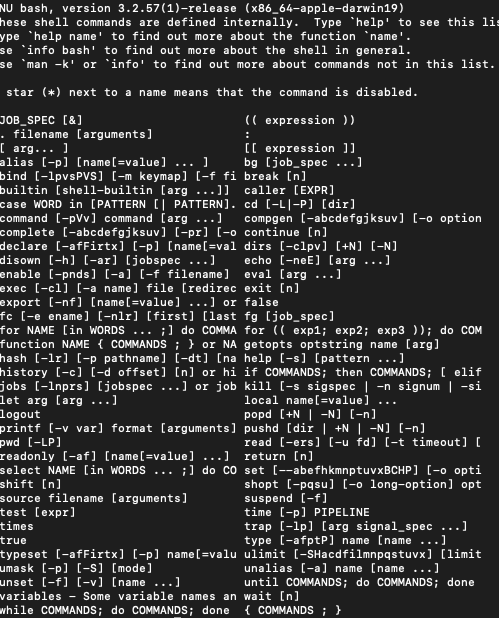 NU bash, version 3.2.57(1)-release (x86_64-apple-darwin19)
hese shell commands are defined internally.  Type `help' to see this lis
ype `help name' to find out more about the function `name'.
se `info bash' to find out more about the shell in general.
se `man -k' or `info' to find out more about commands not in this list.
star (*) next to a name means that the command is disabled.
JOB_SPEC [&]                       (( expression ))
. filename [arguments]             :
[ arg... ]                         [[ expression ]]
alias [-p] [name[=value] ... ]     bg [job_spec ...]
bind [-lpvsPVS] [-m keymap] [-f fi break [n]
builtin [shell-builtin [arg ...]]  caller [EXPR]
case WORD in [PATTERN [| PATTERN]. cd [-L|-P] [dir]
command [-pVv] command [arg ...]   compgen [-abcdefgjksuv] [-o option
complete [-abcdefgjksuv] [-pr] [-o continue [n]
declare [-afFirtx] [-p] [name[=val dirs [-clpv] [+N] [-N]
disown [-h] [-ar] [jobspec ...]    echo [-neE] [arg ...]
enable [-pnds] [-a] [-f filename]  eval [arg ...]
exec [-cl] [-a name] file [redirec exit [n]
export [-nf] [name[=value] ...] or false
fc [-e ename] [-nlr] [first] [last fg [job_spec]
for NAME [in WORDS ... ;] do COMMA for (( exp1; exp2; exp3 )); do COM
function NAME { COMMANDS ; } or NA getopts optstring name [arg]
hash [-lr] [-p pathname] [-dt] [na help [-s] [pattern ...]
history [-c] [-d offset] [n] or hi if COMMANDS; then COMMANDS; [ elif
jobs [-lnprs] [jobspec ...] or job kill [-s sigspec | -n signum | -si
let arg [arg ...]                  local name[=value] ...
logout                             popd [+N | -N] [-n]
printf [-v var] format [arguments] pushd [dir | +N | -N] [-n]
pwd [-LP]                          read [-ers] [-u fd] [-t timeout] [
readonly [-af] [name[=value] ...]  return [n]
select NAME [in WORDS ... ;] do CO set [--abefhkmnptuvxBCHP] [-o opti
shift [n]                          shopt [-pqsu] [-o long-option] opt
source filename [arguments]        suspend [-f]
test [expr]                        time [-p] PIPELINE
times                              trap [-lp] [arg signal_spec ...]
true                               type [-afptP] name [name ...]
typeset [-afFirtx] [-p] name[=valu ulimit [-SHacdfilmnpqstuvx] [limit
umask [-p] [-S] [mode]             unalias [-a] name [name ...]
unset [-f] [-v] [name ...]         until COMMANDS; do COMMANDS; done
variables - Some variable names an wait [n]
while COMMANDS; do COMMANDS; done  { COMMANDS ; }